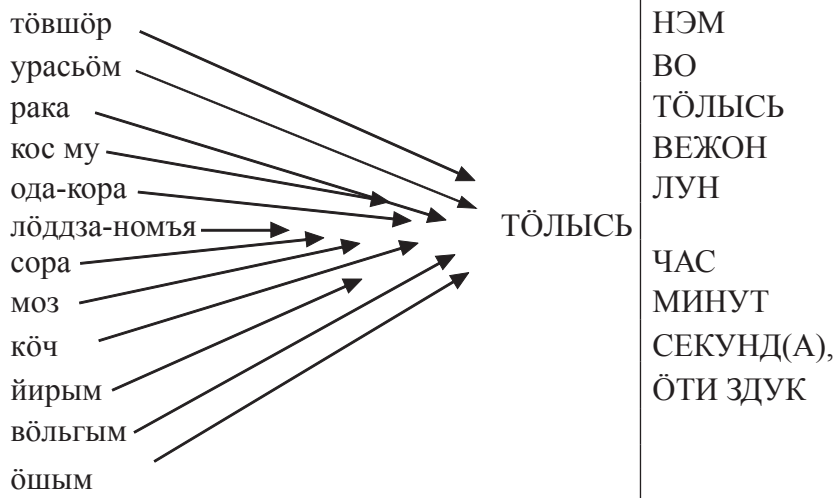 тӧвшӧр
урасьӧм
рака
кос му
ода-кора
лӧддза-номъя
сора
моз
кӧч
йирым
вӧльгым
ӧшым
ТӦЛЫСЬ
НЭМ
ВО
ТӦЛЫСЬ
ВЕЖОН
ЛУН
ЧАС
МИНУТ
СЕКУНД(А),
ӦТИ ЗДУК